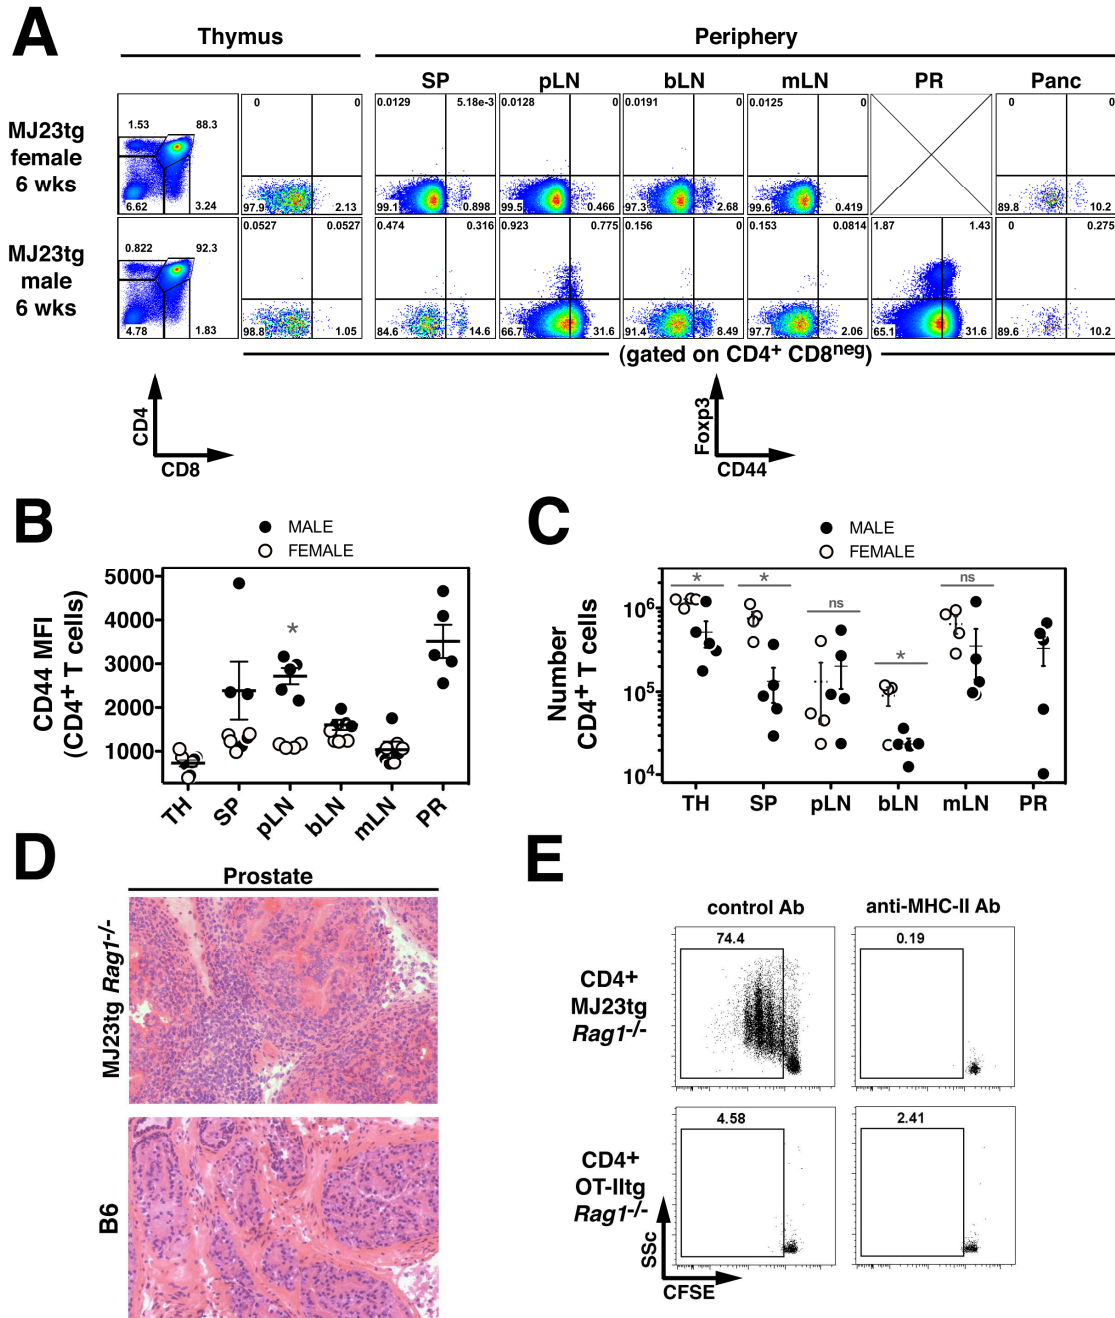 A
Thymus
Periphery
SP pLN bLN mLN PR Panc
MJ23tg
female
6 wks
1.53 88.3
6.62 3.24
0 0
97.9 2.13
0.0129 5.18e-3
99.1 0.898
0.0128
99.5 0.466
0.0191
97.3 2.68
0.0125
99.6 0.419
0 0
89.8 10.2
MJ23tg
male
6 wks
0.822 92.3
4.78 1.83
0.0527 0.0527
98.8 1.05
0.474 0.316
84.6 14.6
0.923 0.775
66.7 31.6
0.156 0
91.4 8.49
0.153 0.0814
97.7 2.06
1.87 1.43
65.1 31.6
0 0.275
89.6 10.2
(gated on CD4+ CD8neg)
CD4
CD8
Foxp3
CD44
B
MALE
FEMALE
CD44 MFI
(CD4+ T cells)
5000
4000
3000
2000
1000
*
TH SP pLN bLN mLN PR
C
MALE
FEMALE
Number
CD4+ T cells
10^6
10^5
10^4
* * ns * ns
TH SP pLN bLN mLN PR
D
Prostate
MJ23tg Rag1-/-
B6
E
control Ab anti-MHC-II Ab
CD4+
MJ23tg
Rag1-/-
74.4 0.19
CD4+
OT-IItg
Rag1-/-
4.58 2.41
SSc
CFSE